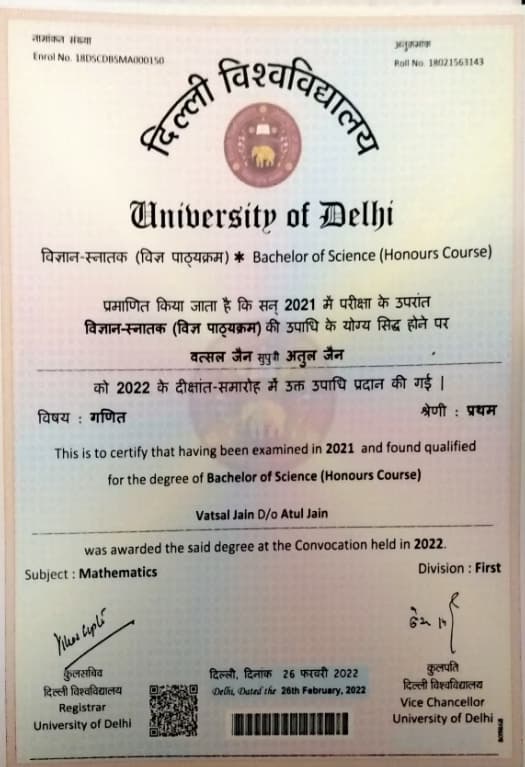 नामांकन संख्या
Enrol No. 18DSCDBSMA000150
अनुक्रमांक
Roll No. 18021563143
दिल्ली विश्वविद्यालय
University of Delhi
विज्ञान-स्नातक (विज्ञ पाठ्यक्रम) * Bachelor of Science (Honours Course)
प्रमाणित किया जाता है कि सन् 2021 में परीक्षा के उपरांत
विज्ञान-स्नातक (विज्ञ पाठ्यक्रम) की उपाधि के योग्य सिद्ध होने पर
वत्सल जैन सुपुत्री अतुल जैन
को 2022 के दीक्षांत-समारोह में उक्त उपाधि प्रदान की गई |
विषय : गणित
श्रेणी : प्रथम
This is to certify that having been examined in 2021 and found qualified
for the degree of Bachelor of Science (Honours Course)
Vatsal Jain D/o Atul Jain
was awarded the said degree at the Convocation held in 2022.
Subject : Mathematics
Division : First
कुलसचिव
दिल्ली विश्वविद्यालय
Registrar
University of Delhi
दिल्ली, दिनांक 26 फरवरी 2022
Delhi, Dated the 26th February, 2022
कुलपति
दिल्ली विश्वविद्यालय
Vice Chancellor
University of Delhi